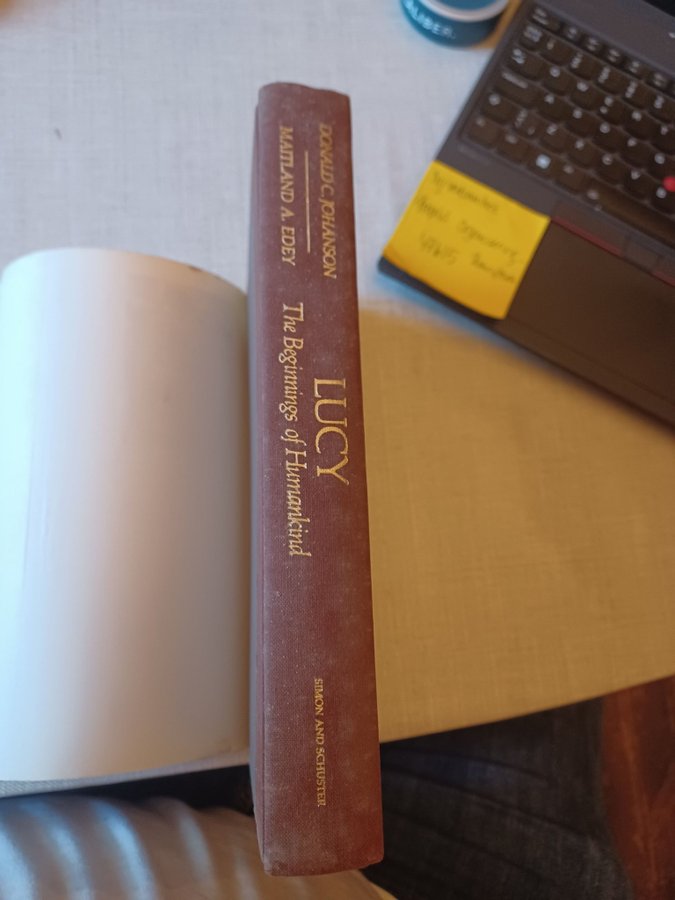 DONALD C. JOHANSON
MAITLAND A. EDEY
LUCY
The Beginnings of Humankind
SIMON AND SCHUSTER